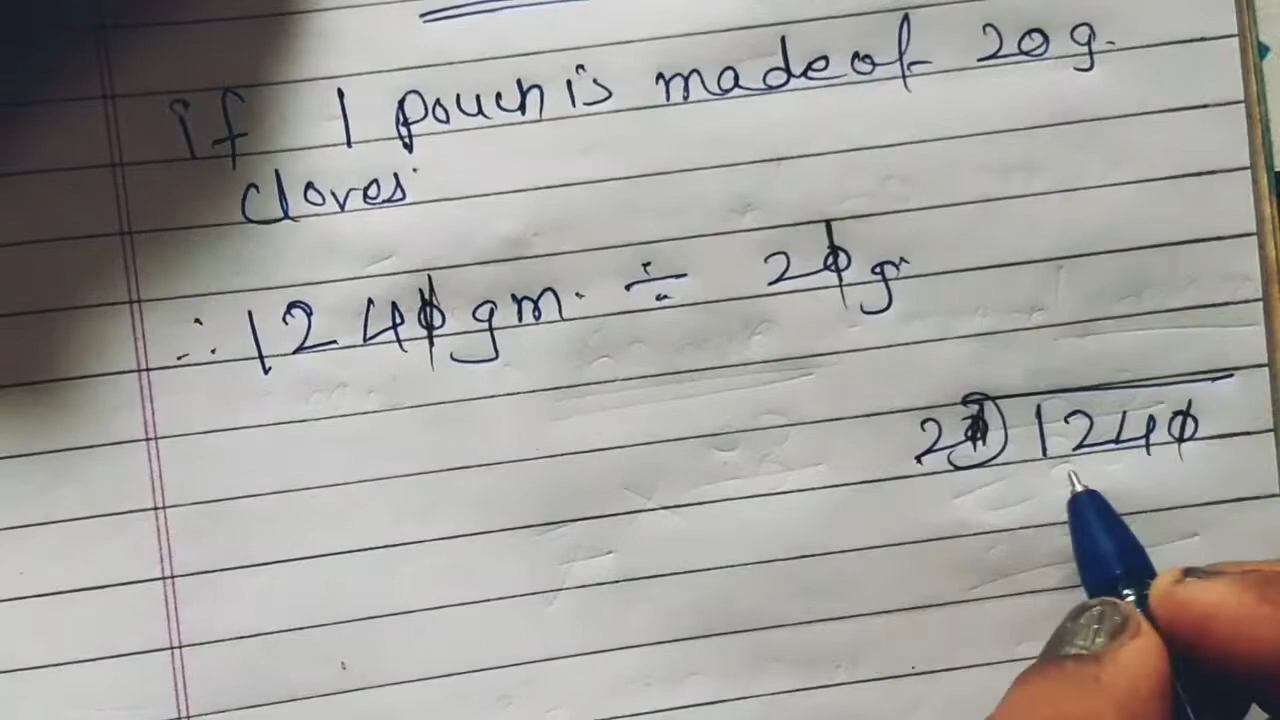 if 1 pouch is made of 20g.
cloves
∴ 1240 gm. ÷ 20g
20)1240